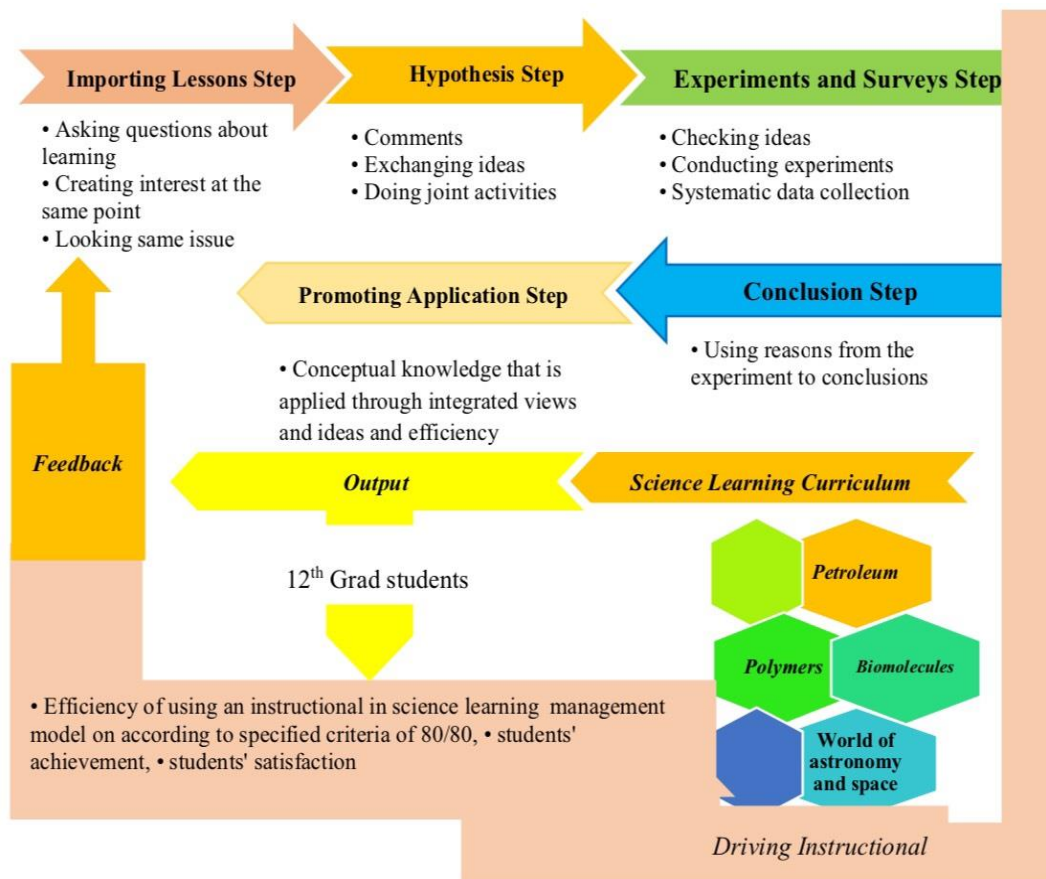 Importing Lessons Step
Hypothesis Step
Experiments and Surveys Step
• Asking questions about
learning
• Creating interest at the
same point
• Looking same issue
• Comments
• Exchanging ideas
• Doing joint activities
• Checking ideas
• Conducting experiments
• Systematic data collection
Promoting Application Step
Conclusion Step
• Conceptual knowledge that is
applied through integrated views
and ideas and efficiency
• Using reasons from the
experiment to conclusions
Feedback
Output
Science Learning Curriculum
12th Grad students
Petroleum
Polymers
Biomolecules
World of
astronomy
and space
• Efficiency of using an instructional in science learning management
model on according to specified criteria of 80/80, • students'
achievement, • students' satisfaction
Driving Instructional